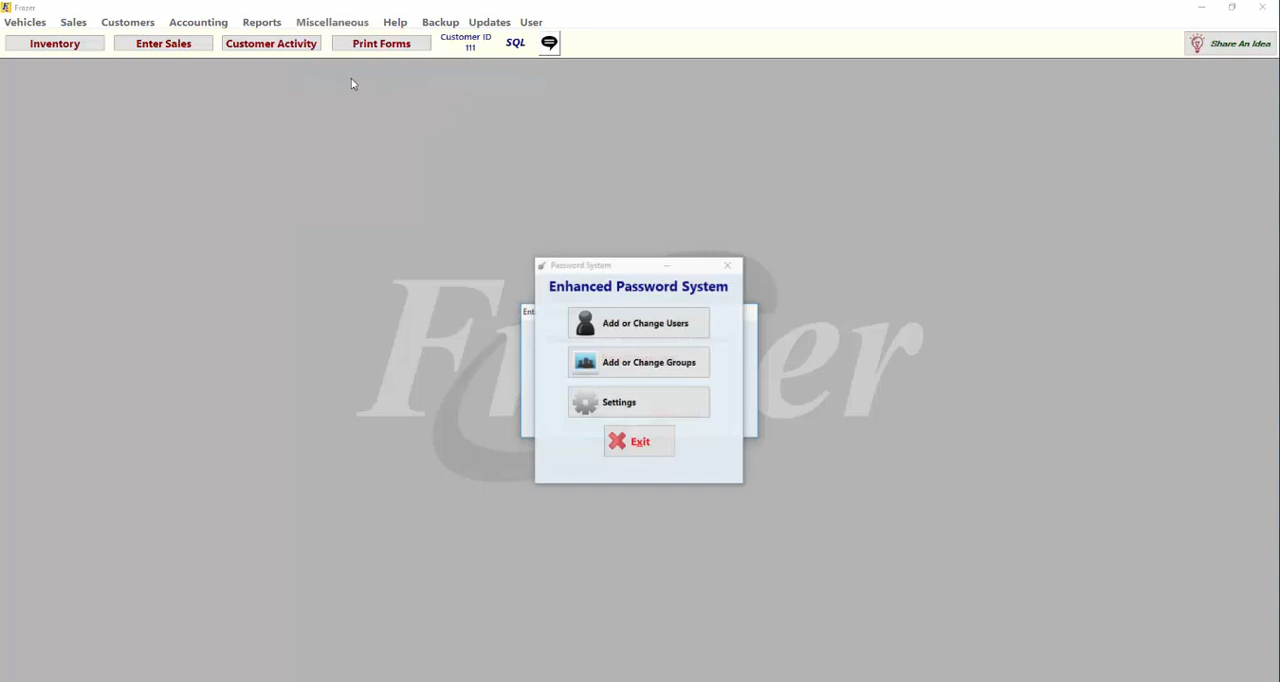 Frazer
Vehicles Sales Customers Accounting Reports Miscellaneous Help Backup Updates User
Inventory Enter Sales Customer Activity Print Forms Customer ID 111 SQL Share An Idea
Password System
Enhanced Password System
Ent
Add or Change Users
Add or Change Groups
Settings
Exit
Frazer